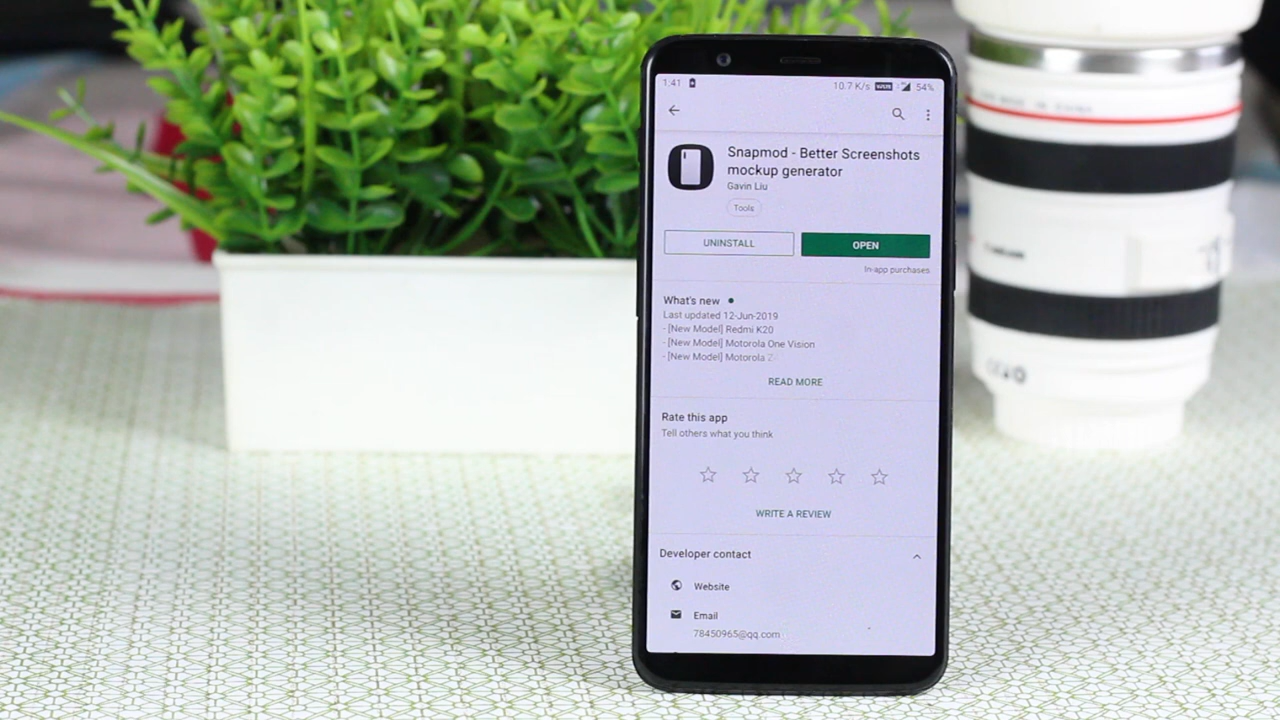 1:41
10.7 K/s VoLTE 54%
Snapmod - Better Screenshots
mockup generator
Gavin Liu
Tools
UNINSTALL
OPEN
In-app purchases
What's new
Last updated 12-Jun-2019
- [New Model] Redmi K20
- [New Model] Motorola One Vision
- [New Model] Motorola Z
READ MORE
Rate this app
Tell others what you think
WRITE A REVIEW
Developer contact
Website
Email
78450965@qq.com